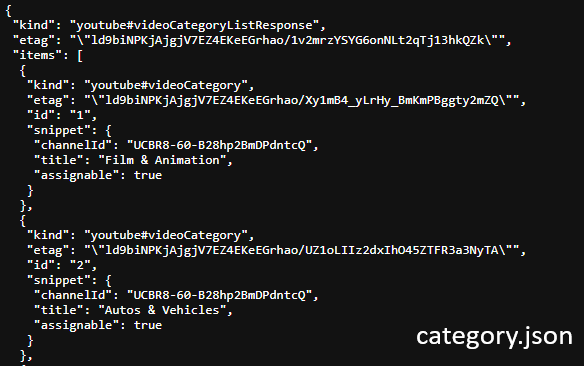 {
"kind": "youtube#videoCategoryListResponse",
"etag": "\"ld9biNPKjAjgjV7EZ4EKeEGrhao/1v2mrzYSYG6onNLt2qTj13hkQZk\"",
"items": [
{
"kind": "youtube#videoCategory",
"etag": "\"ld9biNPKjAjgjV7EZ4EKeEGrhao/Xy1mB4_yLrHy_BmKmPBggty2mZQ\"",
"id": "1",
"snippet": {
"channelId": "UCBR8-60-B28hp2BmDPdntcQ",
"title": "Film & Animation",
"assignable": true
}
},
{
"kind": "youtube#videoCategory",
"etag": "\"ld9biNPKjAjgjV7EZ4EKeEGrhao/UZ1oLIIz2dxIhO45ZTFR3a3NyTA\"",
"id": "2",
"snippet": {
"channelId": "UCBR8-60-B28hp2BmDPdntcQ",
"title": "Autos & Vehicles",
"assignable": true
}
},
category.json